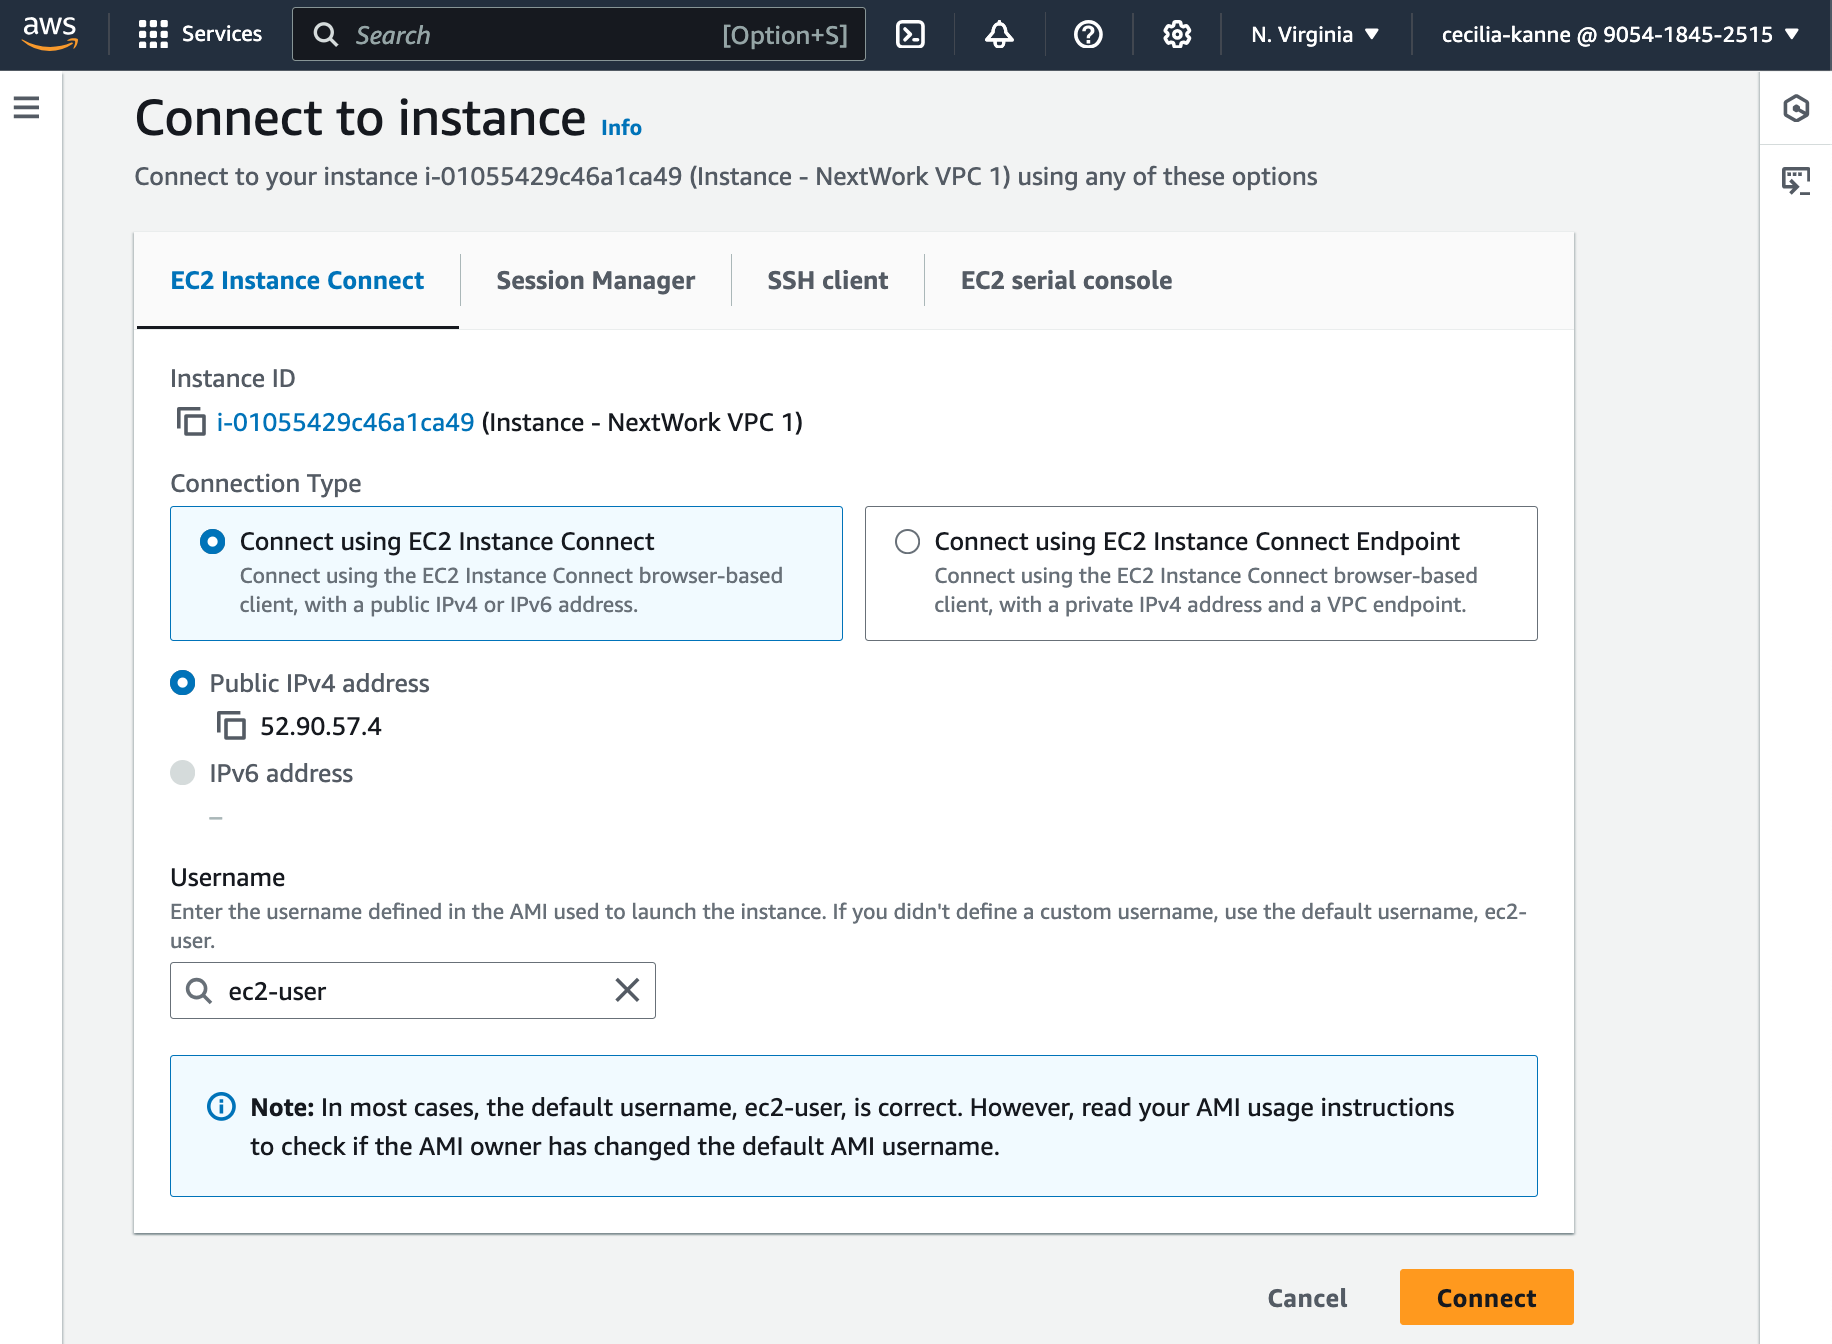 aws
Services
Search
[Option+S]
N. Virginia
cecilia-kanne @ 9054-1845-2515
Connect to instance Info
Connect to your instance i-01055429c46a1ca49 (Instance - NextWork VPC 1) using any of these options
EC2 Instance Connect
Session Manager
SSH client
EC2 serial console
Instance ID
i-01055429c46a1ca49 (Instance - NextWork VPC 1)
Connection Type
Connect using EC2 Instance Connect
Connect using the EC2 Instance Connect browser-based
client, with a public IPv4 or IPv6 address.
Connect using EC2 Instance Connect Endpoint
Connect using the EC2 Instance Connect browser-based
client, with a private IPv4 address and a VPC endpoint.
Public IPv4 address
52.90.57.4
IPv6 address
–
Username
Enter the username defined in the AMI used to launch the instance. If you didn't define a custom username, use the default username, ec2-
user.
ec2-user
Note: In most cases, the default username, ec2-user, is correct. However, read your AMI usage instructions
to check if the AMI owner has changed the default AMI username.
Cancel
Connect